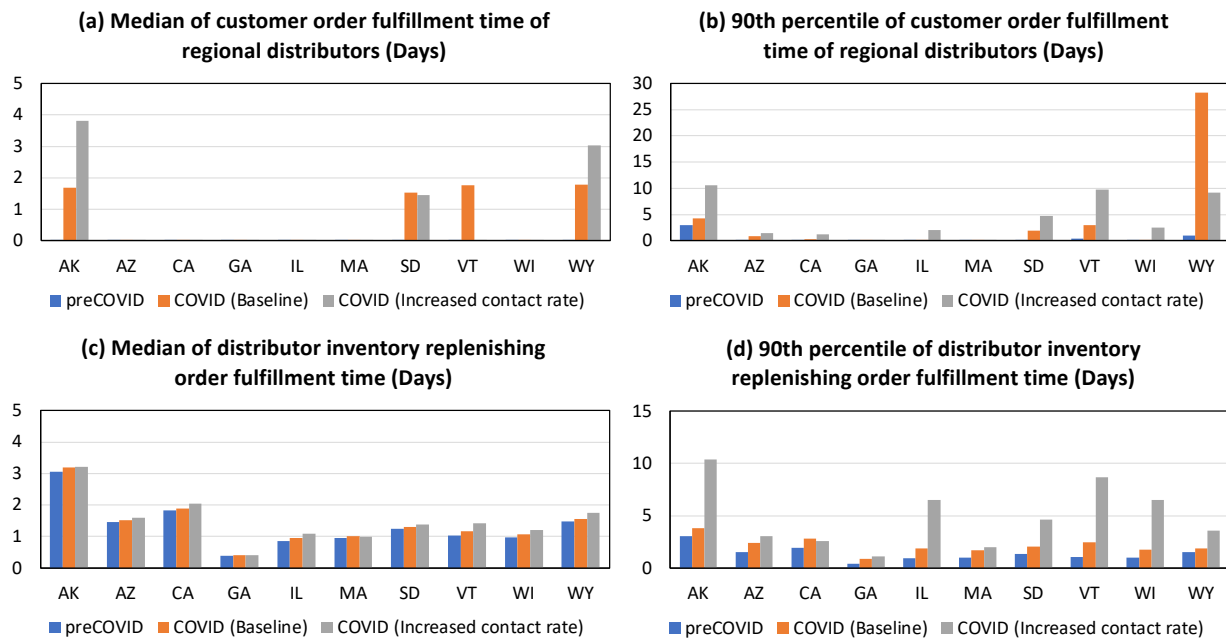 (a) Median of customer order fulfillment time of
regional distributors (Days)
5
4
3
2
1
0
AK AZ CA GA IL MA SD VT WI WY
preCOVID COVID (Baseline) COVID (Increased contact rate)
(b) 90th percentile of customer order fulfillment
time of regional distributors (Days)
30
25
20
15
10
5
0
AK AZ CA GA IL MA SD VT WI WY
preCOVID COVID (Baseline) COVID (Increased contact rate)
(c) Median of distributor inventory replenishing
order fulfillment time (Days)
5
4
3
2
1
0
AK AZ CA GA IL MA SD VT WI WY
preCOVID COVID (Baseline) COVID (Increased contact rate)
(d) 90th percentile of distributor inventory
replenishing order fulfillment time (Days)
15
10
5
0
AK AZ CA GA IL MA SD VT WI WY
preCOVID COVID (Baseline) COVID (Increased contact rate)